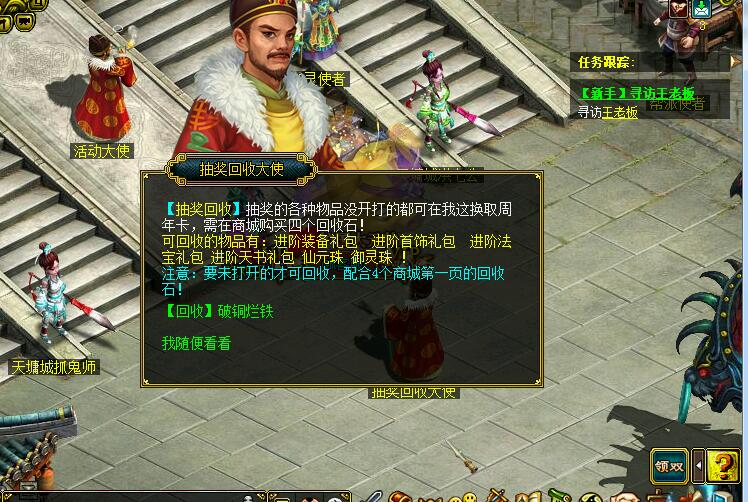 灵使者
任务跟踪：
【新手】寻访王老板
寻访王老板
帮派使者
活动大使
抽奖回收大使
【抽奖回收】抽奖的各种物品没开打的都可在我这换取周
年卡，需在商城购买四个回收石！
可回收的物品有：进阶装备礼包 进阶首饰礼包 进阶法
宝礼包 进阶天书礼包 仙元珠 御灵珠 ！
注意：要未打开的才可回收，配合4个商城第一页的回收
石！
【回收】破铜烂铁
我随便看看
天墉城抓鬼师
抽奖回收大使
领双
?